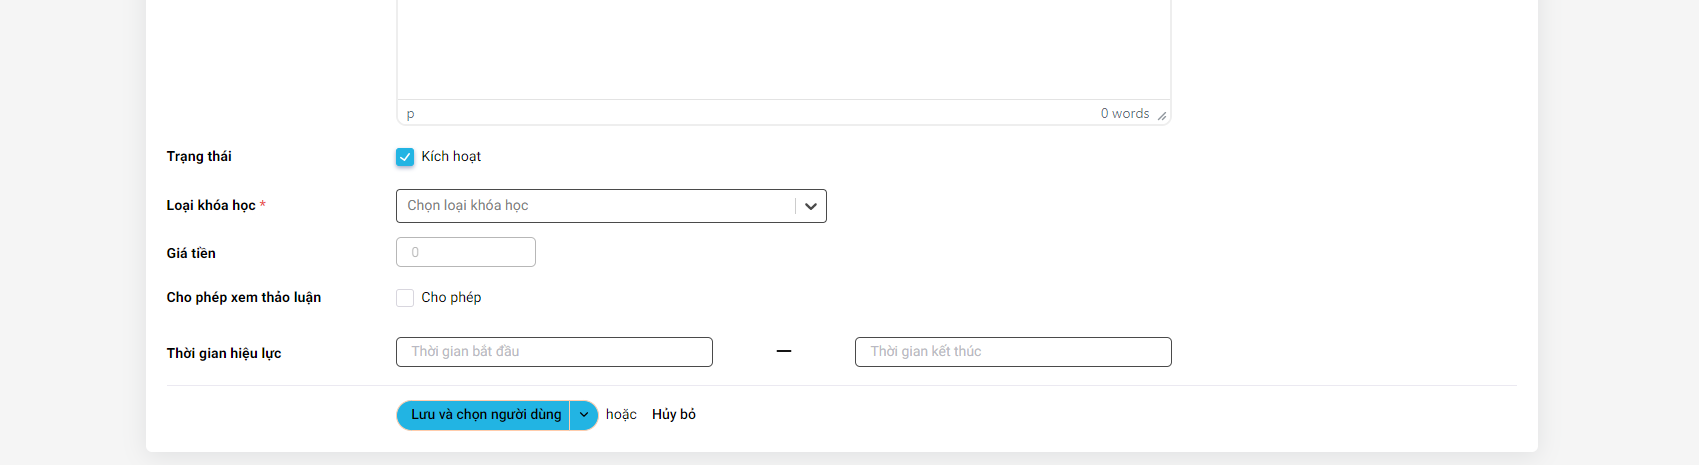 p 0 words
Trạng thái Kích hoạt
Loại khóa học * Chọn loại khóa học
Giá tiền 0
Cho phép xem thảo luận Cho phép
Thời gian hiệu lực Thời gian bắt đầu — Thời gian kết thúc
Lưu và chọn người dùng hoặc Hủy bỏ